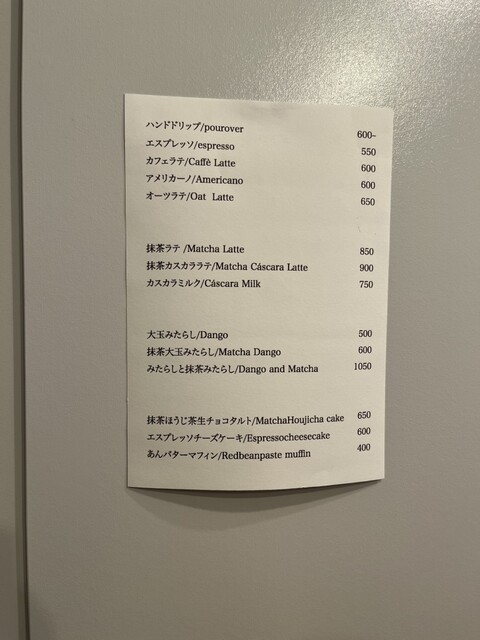 ハンドドリップ/pourover 600~
エスプレッソ/espresso 550
カフェラテ/Caffè Latte 600
アメリカーノ/Americano 600
オーツラテ/Oat Latte 650
抹茶ラテ /Matcha Latte 850
抹茶カスカララテ/Matcha Cáscara Latte 900
カスカラミルク/Cáscara Milk 750
大玉みたらし/Dango 500
抹茶大玉みたらし/Matcha Dango 600
みたらしと抹茶みたらし/Dango and Matcha 1050
抹茶ほうじ茶生チョコタルト/MatchaHoujicha cake 650
エスプレッソチーズケーキ/Espressocheesecake 600
あんバターマフィン/Redbeanpaste muffin 400